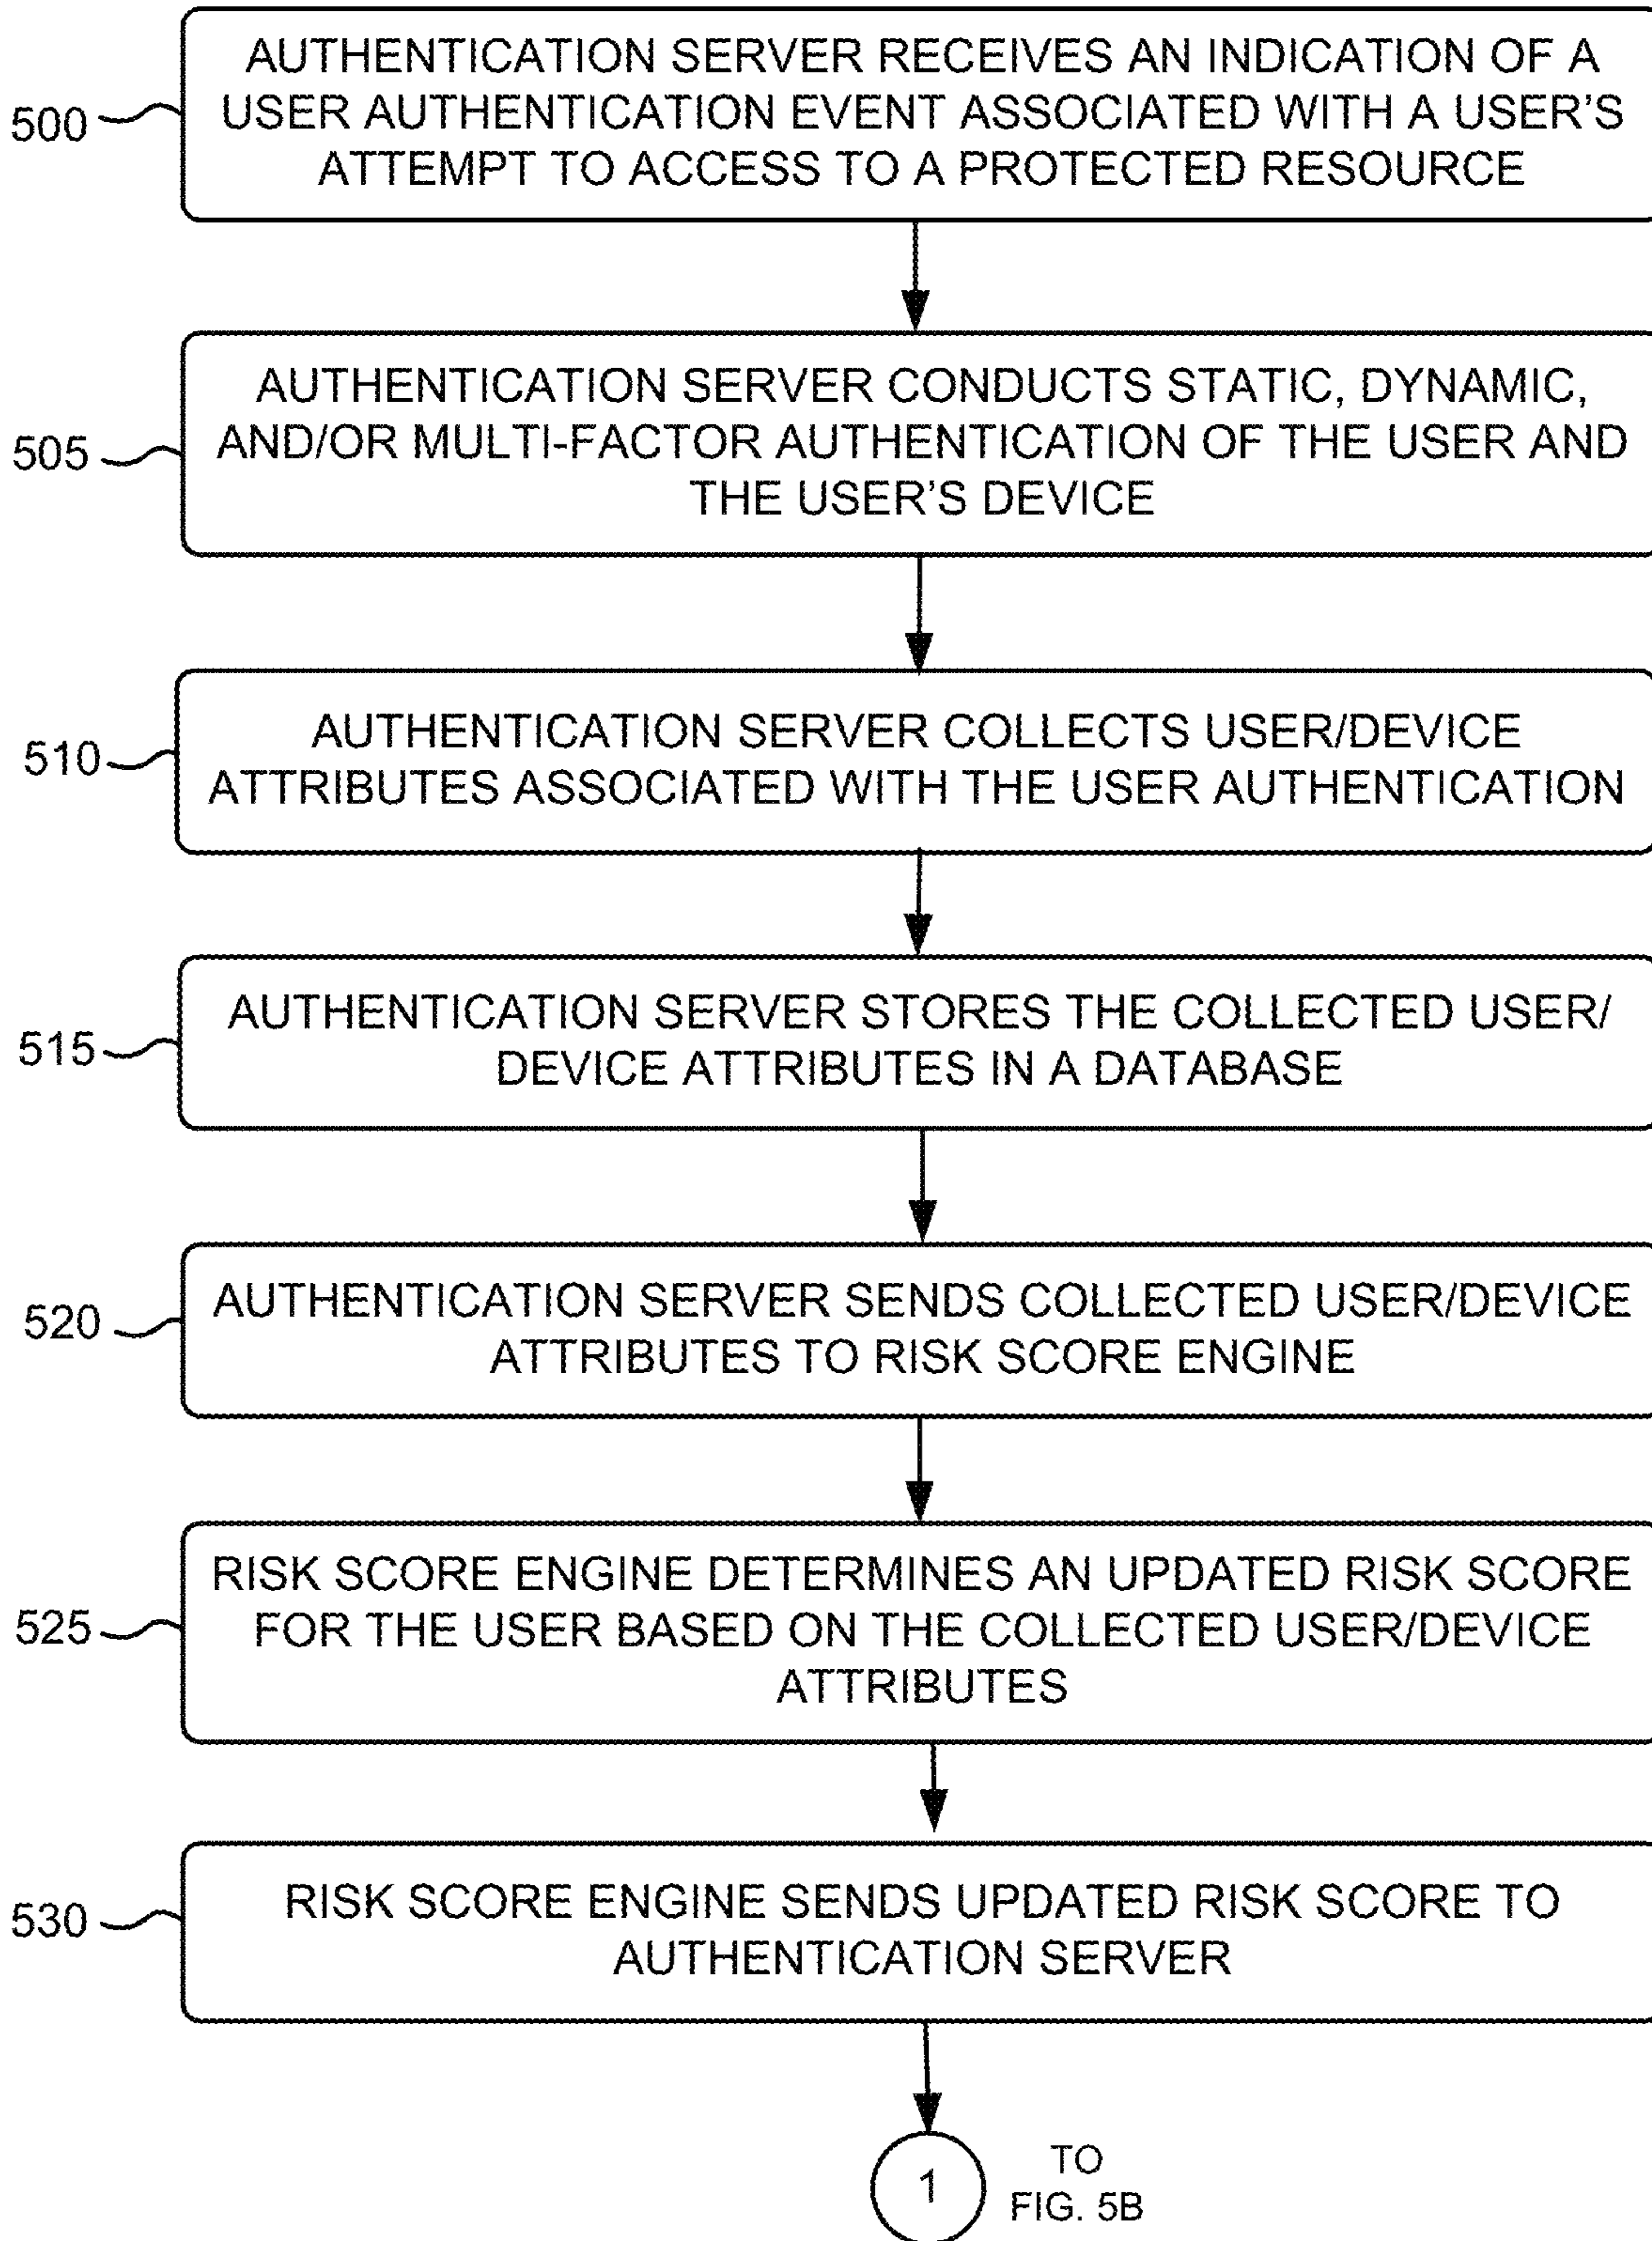 500
AUTHENTICATION SERVER RECEIVES AN INDICATION OF A
USER AUTHENTICATION EVENT ASSOCIATED WITH A USER'S
ATTEMPT TO ACCESS TO A PROTECTED RESOURCE
505
AUTHENTICATION SERVER CONDUCTS STATIC, DYNAMIC,
AND/OR MULTI-FACTOR AUTHENTICATION OF THE USER AND
THE USER'S DEVICE
510
AUTHENTICATION SERVER COLLECTS USER/DEVICE
ATTRIBUTES ASSOCIATED WITH THE USER AUTHENTICATION
515
AUTHENTICATION SERVER STORES THE COLLECTED USER/
DEVICE ATTRIBUTES IN A DATABASE
520
AUTHENTICATION SERVER SENDS COLLECTED USER/DEVICE
ATTRIBUTES TO RISK SCORE ENGINE
525
RISK SCORE ENGINE DETERMINES AN UPDATED RISK SCORE
FOR THE USER BASED ON THE COLLECTED USER/DEVICE
ATTRIBUTES
530
RISK SCORE ENGINE SENDS UPDATED RISK SCORE TO
AUTHENTICATION SERVER
1
TO
FIG. 5B